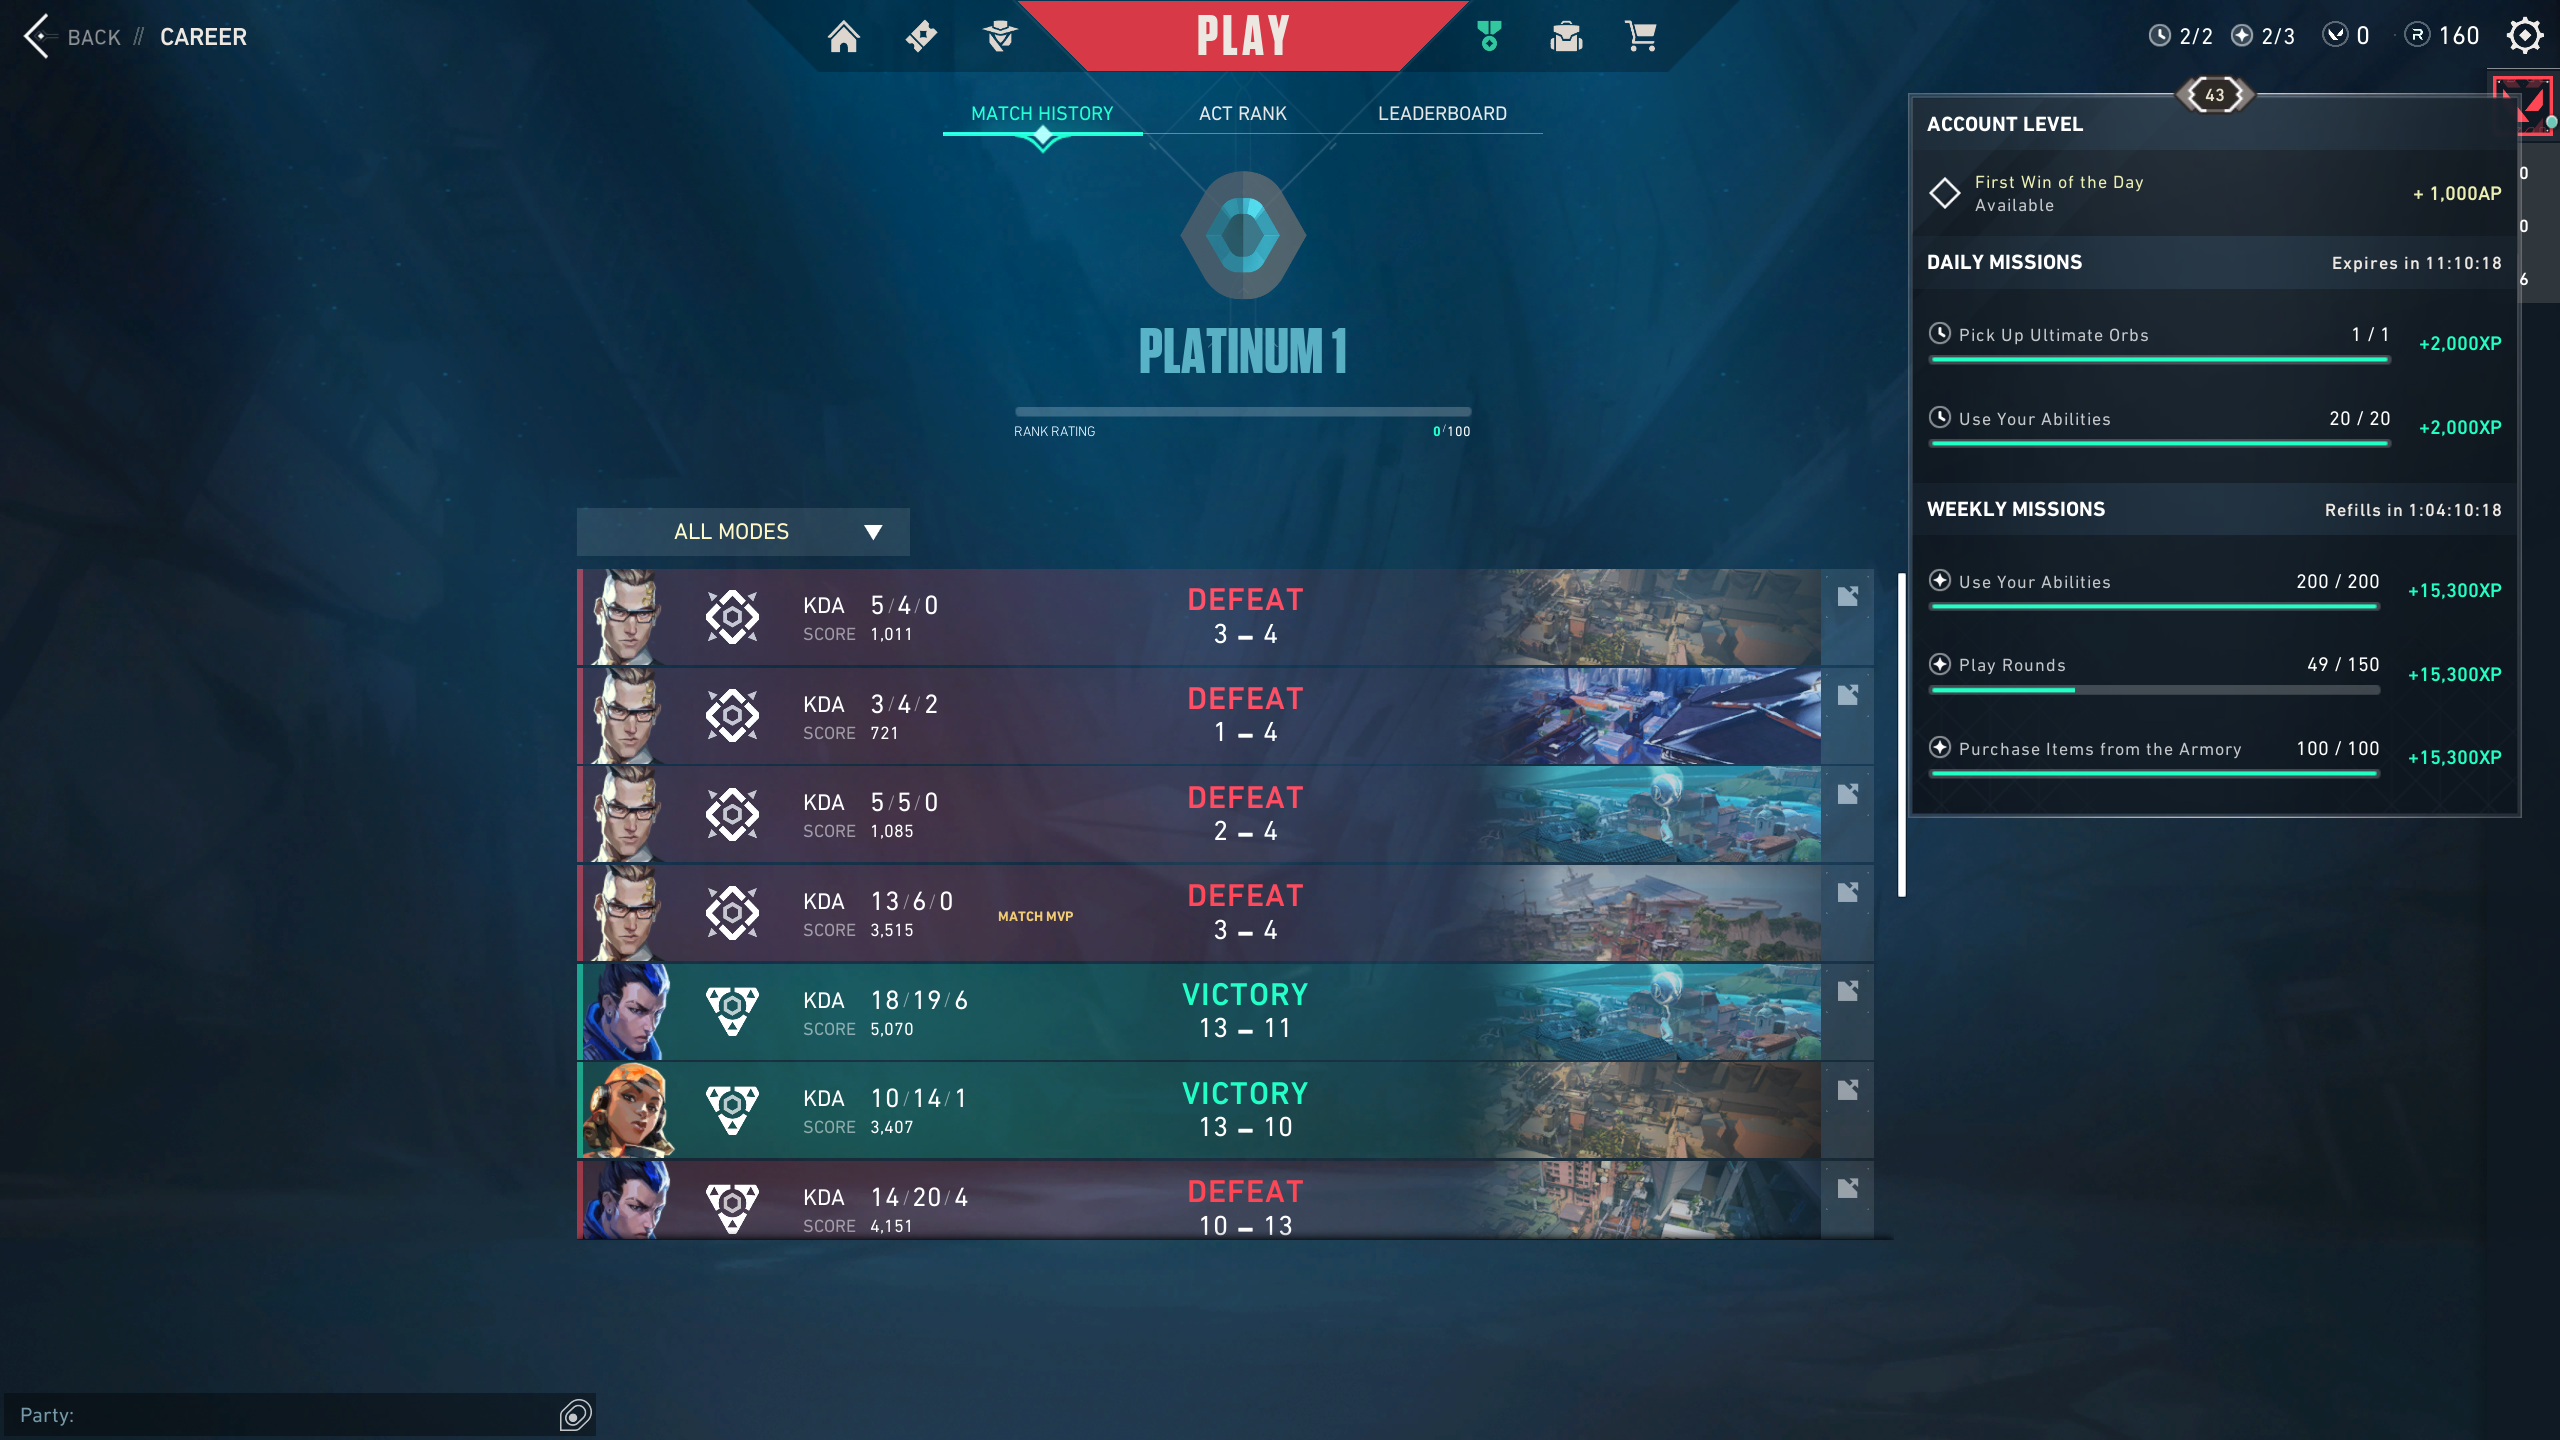 BACK // CAREER
PLAY
2/2 2/3 0 160
MATCH HISTORY ACT RANK LEADERBOARD
43
ACCOUNT LEVEL
First Win of the Day
Available
+ 1,000AP
0
0
6
DAILY MISSIONS Expires in 11:10:18
Pick Up Ultimate Orbs 1 / 1 +2,000XP
Use Your Abilities 20 / 20 +2,000XP
WEEKLY MISSIONS Refills in 1:04:10:18
Use Your Abilities 200 / 200 +15,300XP
Play Rounds 49 / 150 +15,300XP
Purchase Items from the Armory 100 / 100 +15,300XP
PLATINUM 1
RANK RATING 0/100
ALL MODES
KDA 5/4/0 DEFEAT
SCORE 1,011 3 – 4
KDA 3/4/2 DEFEAT
SCORE 721 1 – 4
KDA 5/5/0 DEFEAT
SCORE 1,085 2 – 4
KDA 13/6/0 DEFEAT
MATCH MVP
SCORE 3,515 3 – 4
KDA 18/19/6 VICTORY
SCORE 5,070 13 – 11
KDA 10/14/1 VICTORY
SCORE 3,407 13 – 10
KDA 14/20/4 DEFEAT
SCORE 4,151 10 – 13
Party: